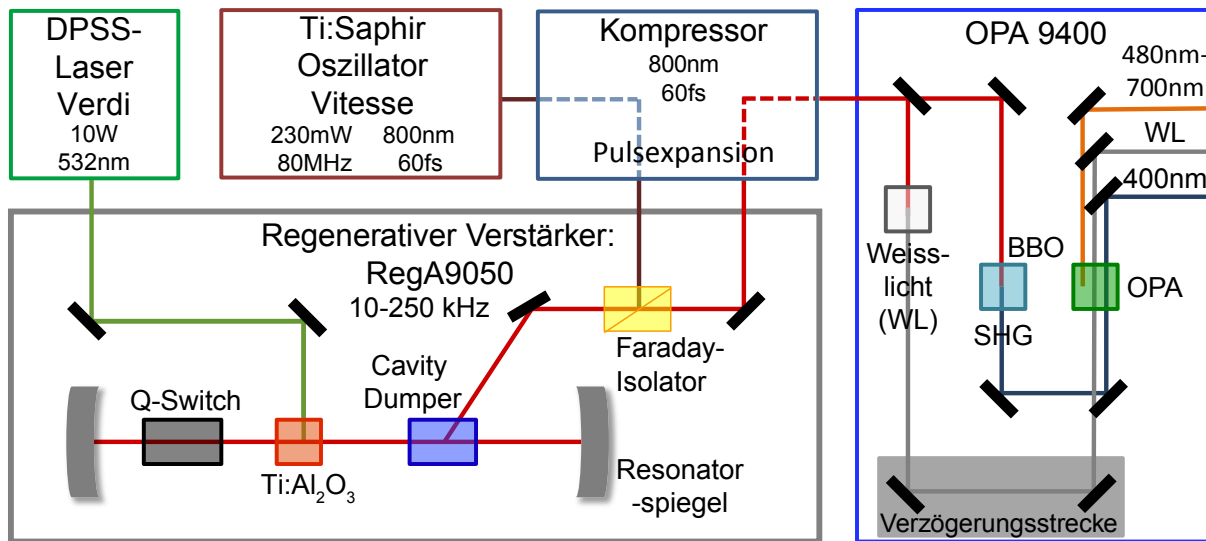 DPSS-
Laser
Verdi
10W
532nm
Ti:Saphir
Oszillator
Vitesse
230mW 800nm
80MHz 60fs
Kompressor
800nm
60fs
Pulsexpansion
OPA 9400
480nm-
700nm
WL
400nm
Weiss-
licht
(WL)
BBO
SHG
OPA
Verzögerungsstrecke
Regenerativer Verstärker:
RegA9050
10-250 kHz
Faraday-
Isolator
Cavity
Dumper
Q-Switch
Ti:Al₂O₃
Resonator
-spiegel